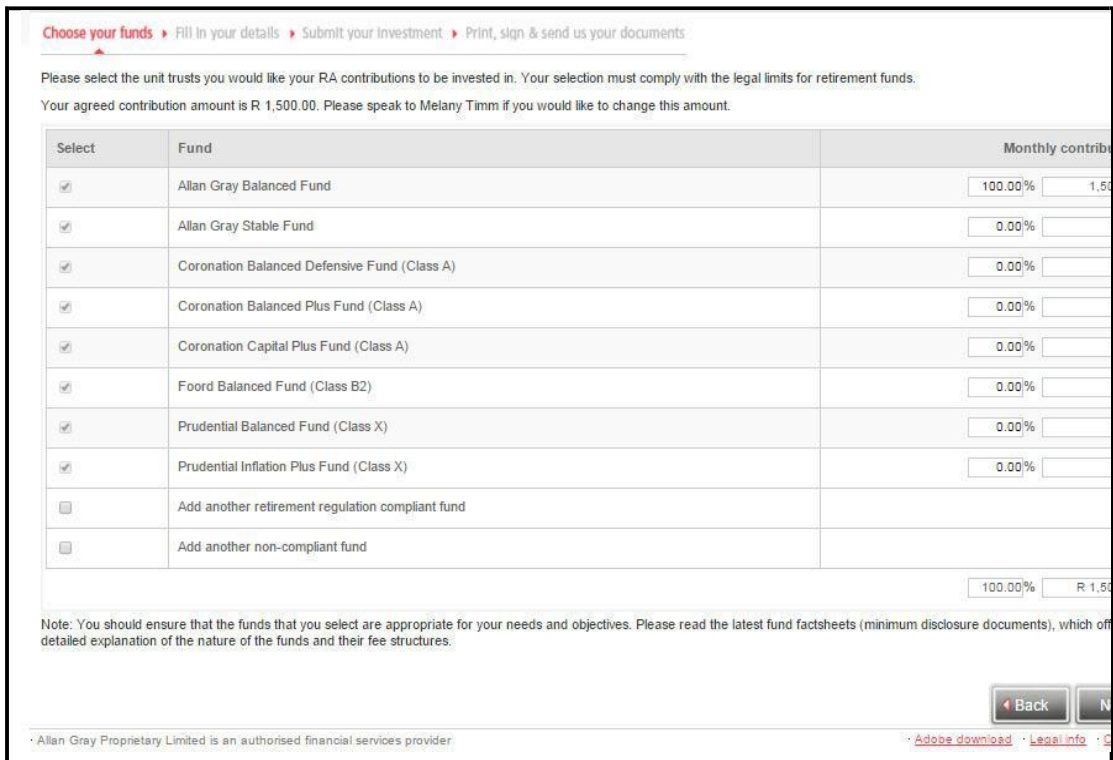 Choose your funds Fill in your details Submit your investment Print, sign & send us your documents
Please select the unit trusts you would like your RA contributions to be invested in. Your selection must comply with the legal limits for retirement funds.
Your agreed contribution amount is R 1,500.00. Please speak to Melany Timm if you would like to change this amount.
Select Fund Monthly contribu
Allan Gray Balanced Fund 100.00% 1,50
Allan Gray Stable Fund 0.00%
Coronation Balanced Defensive Fund (Class A) 0.00%
Coronation Balanced Plus Fund (Class A) 0.00%
Coronation Capital Plus Fund (Class A) 0.00%
Foord Balanced Fund (Class B2) 0.00%
Prudential Balanced Fund (Class X) 0.00%
Prudential Inflation Plus Fund (Class X) 0.00%
Add another retirement regulation compliant fund
Add another non-compliant fund
100.00% R 1,50
Note: You should ensure that the funds that you select are appropriate for your needs and objectives. Please read the latest fund factsheets (minimum disclosure documents), which off
detailed explanation of the nature of the funds and their fee structures.
Back N
· Allan Gray Proprietary Limited is an authorised financial services provider · Adobe download · Legal info · C